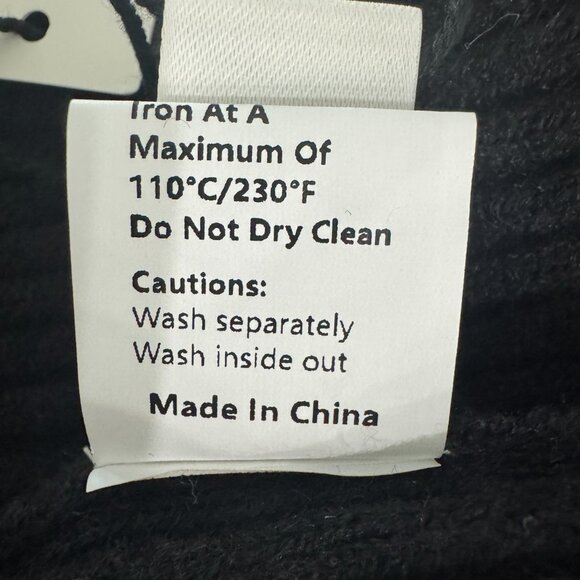 Iron At A
Maximum Of
110°C/230°F
Do Not Dry Clean
Cautions:
Wash separately
Wash inside out
Made In China